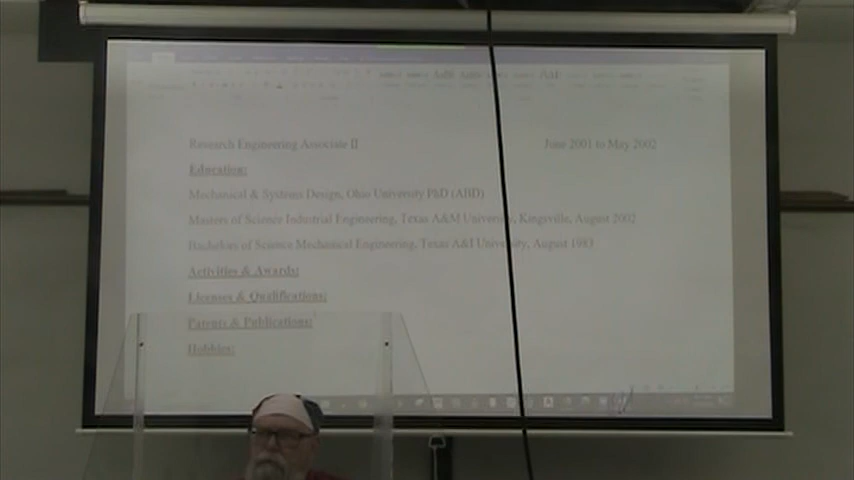 Research Engineering Associate II June 2001 to May 2002
Education:
Mechanical & Systems Design, Ohio University PhD (ABD)
Masters of Science Industrial Engineering, Texas A&M University, Kingsville, August 2002
Bachelors of Science Mechanical Engineering, Texas A&I University, August 1983
Activities & Awards:
Licenses & Qualifications:
Patents & Publications:
Hobbies: